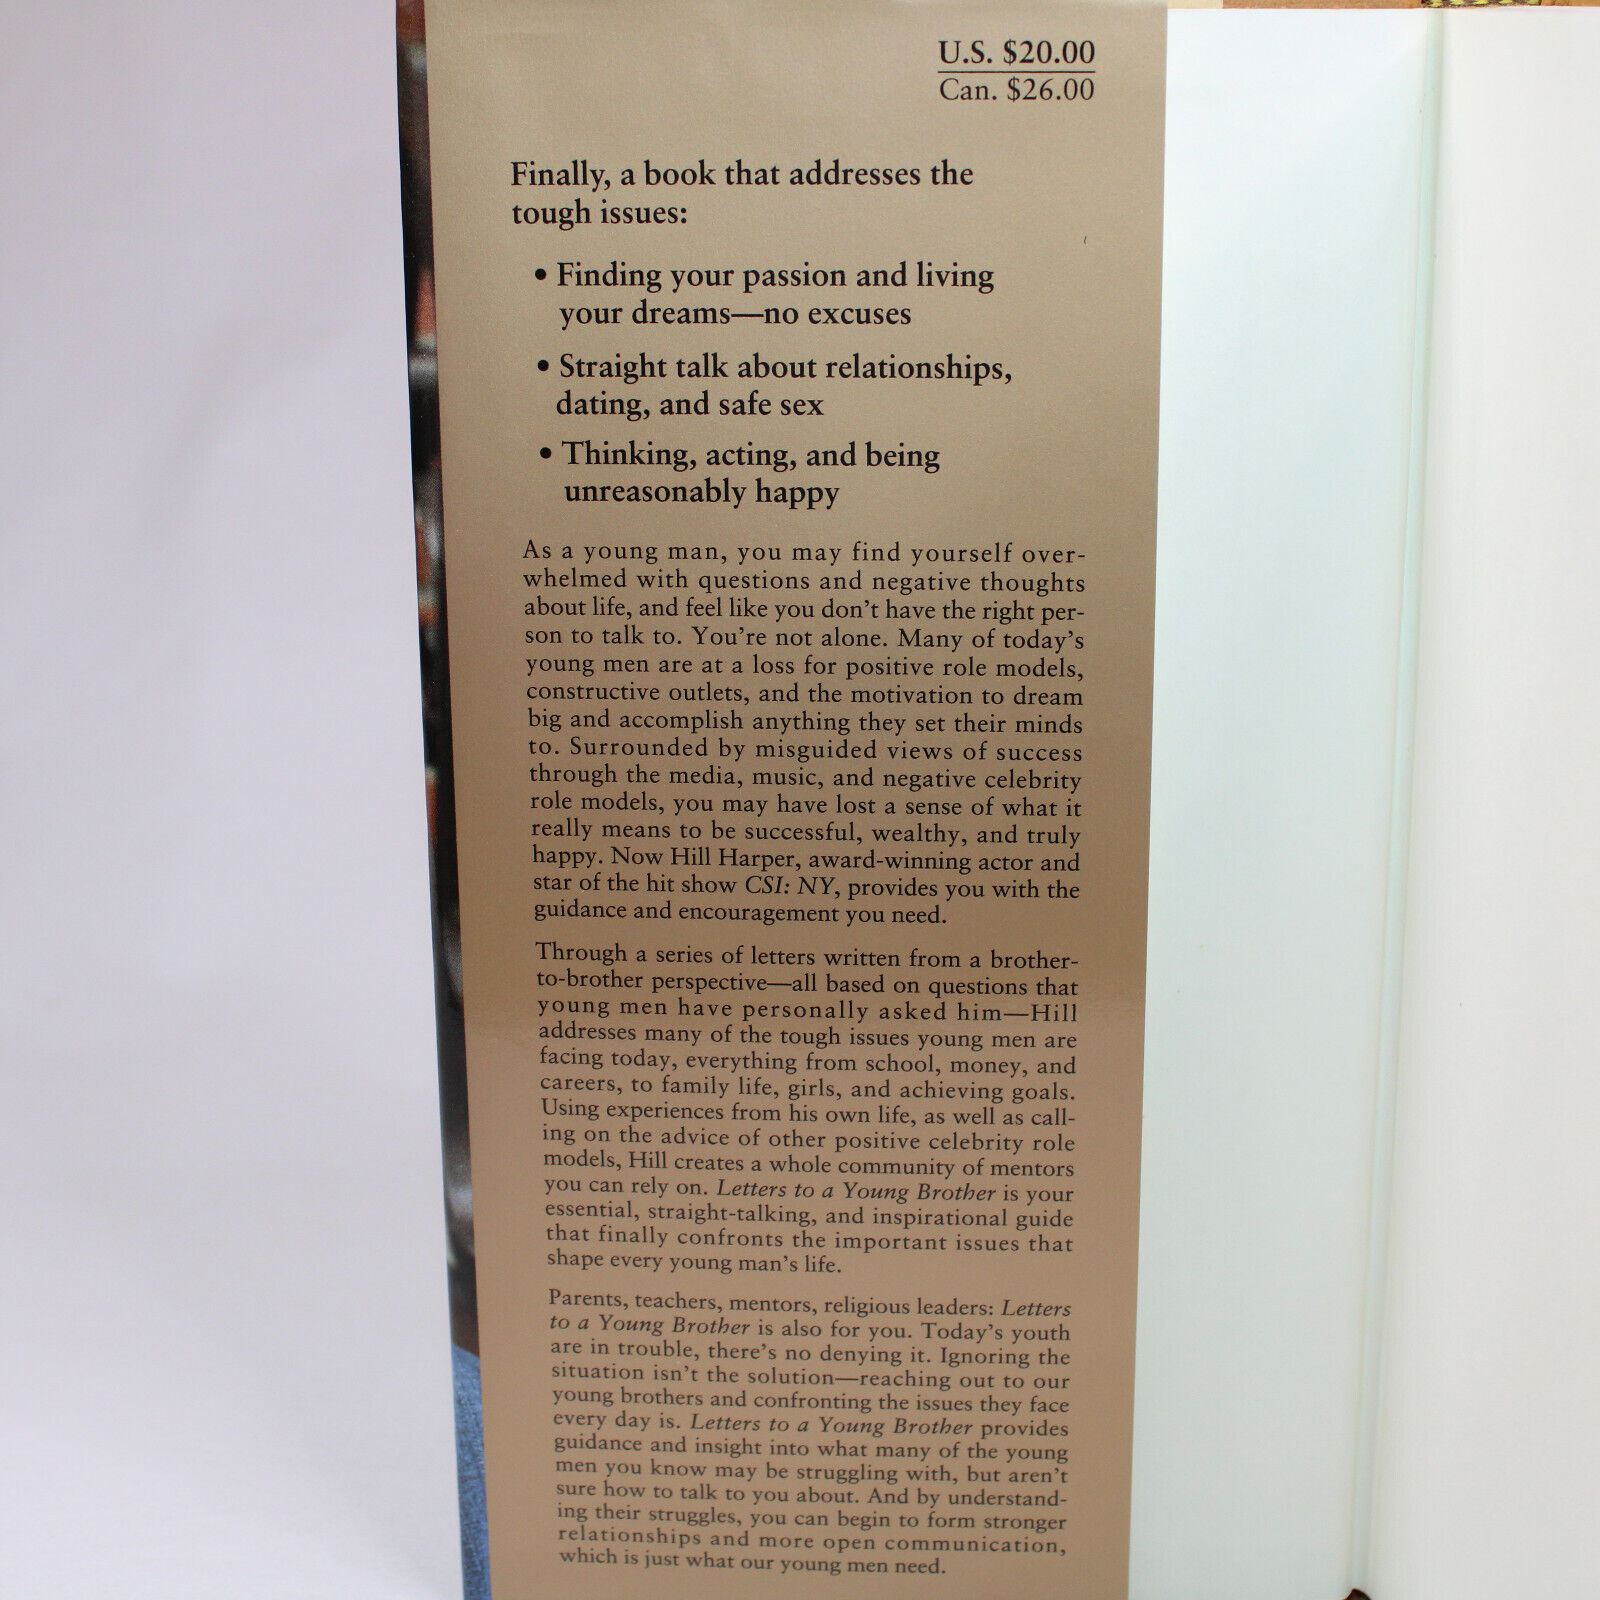 U.S. $20.00
Can. $26.00
Finally, a book that addresses the
tough issues:
• Finding your passion and living
your dreams—no excuses
• Straight talk about relationships,
dating, and safe sex
• Thinking, acting, and being
unreasonably happy
As a young man, you may find yourself over-
whelmed with questions and negative thoughts
about life, and feel like you don't have the right per-
son to talk to. You're not alone. Many of today's
young men are at a loss for positive role models,
constructive outlets, and the motivation to dream
big and accomplish anything they set their minds
to. Surrounded by misguided views of success
through the media, music, and negative celebrity
role models, you may have lost a sense of what it
really means to be successful, wealthy, and truly
happy. Now Hill Harper, award-winning actor and
star of the hit show CSI: NY, provides you with the
guidance and encouragement you need.
Through a series of letters written from a brother-
to-brother perspective—all based on questions that
young men have personally asked him—Hill
addresses many of the tough issues young men are
facing today, everything from school, money, and
careers, to family life, girls, and achieving goals.
Using experiences from his own life, as well as call-
ing on the advice of other positive celebrity role
models, Hill creates a whole community of mentors
you can rely on. Letters to a Young Brother is your
essential, straight-talking, and inspirational guide
that finally confronts the important issues that
shape every young man's life.
Parents, teachers, mentors, religious leaders: Letters
to a Young Brother is also for you. Today's youth
are in trouble, there's no denying it. Ignoring the
situation isn't the solution—reaching out to our
young brothers and confronting the issues they face
every day is. Letters to a Young Brother provides
guidance and insight into what many of the young
men you know may be struggling with, but aren't
sure how to talk to you about. And by understand-
ing their struggles, you can begin to form stronger
relationships and more open communication,
which is just what our young men need.